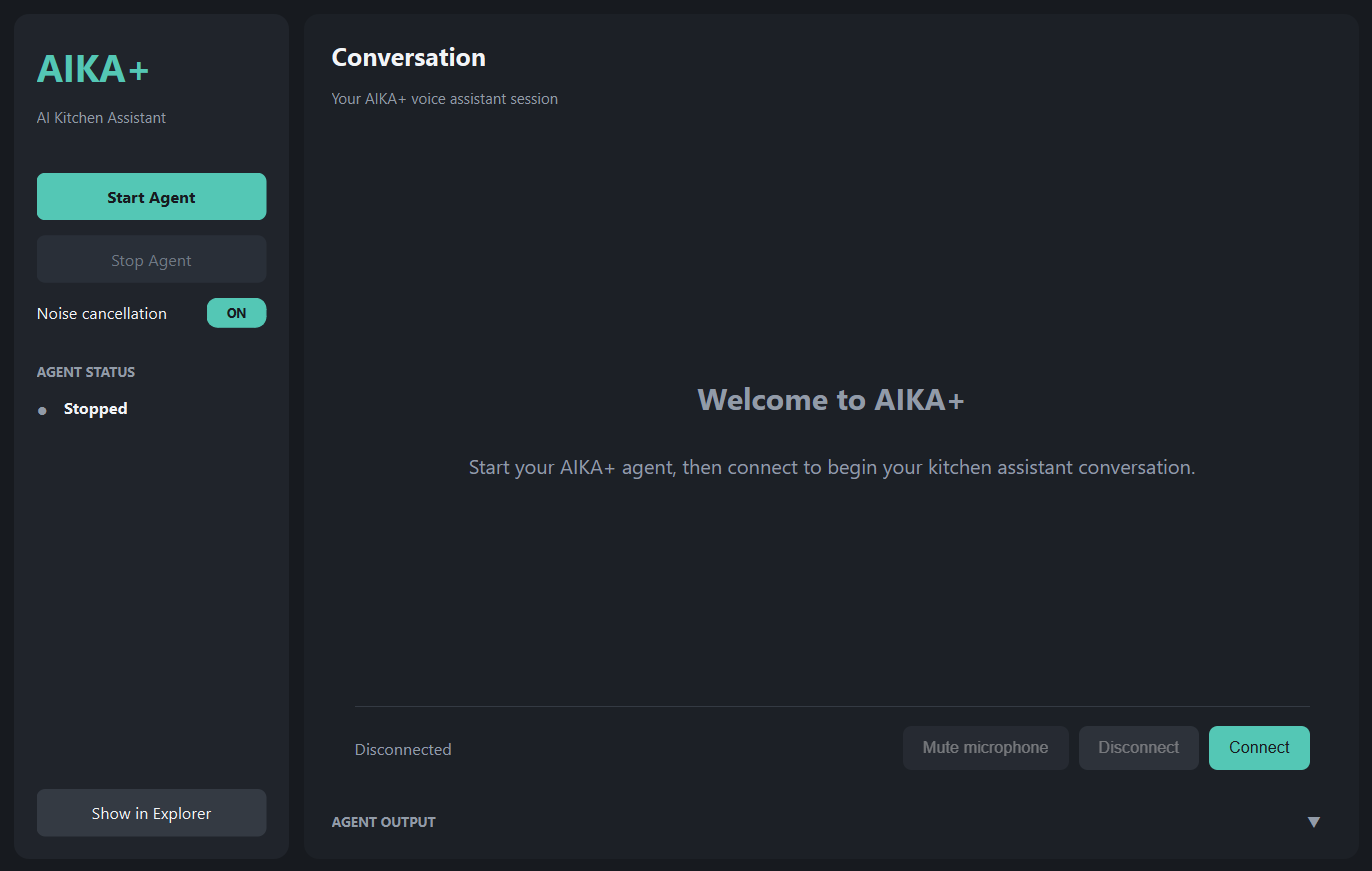 AIKA+
AI Kitchen Assistant
Start Agent
Stop Agent
Noise cancellation ON
AGENT STATUS
Stopped
Show in Explorer
Conversation
Your AIKA+ voice assistant session
Welcome to AIKA+
Start your AIKA+ agent, then connect to begin your kitchen assistant conversation.
Disconnected Mute microphone Disconnect Connect
AGENT OUTPUT